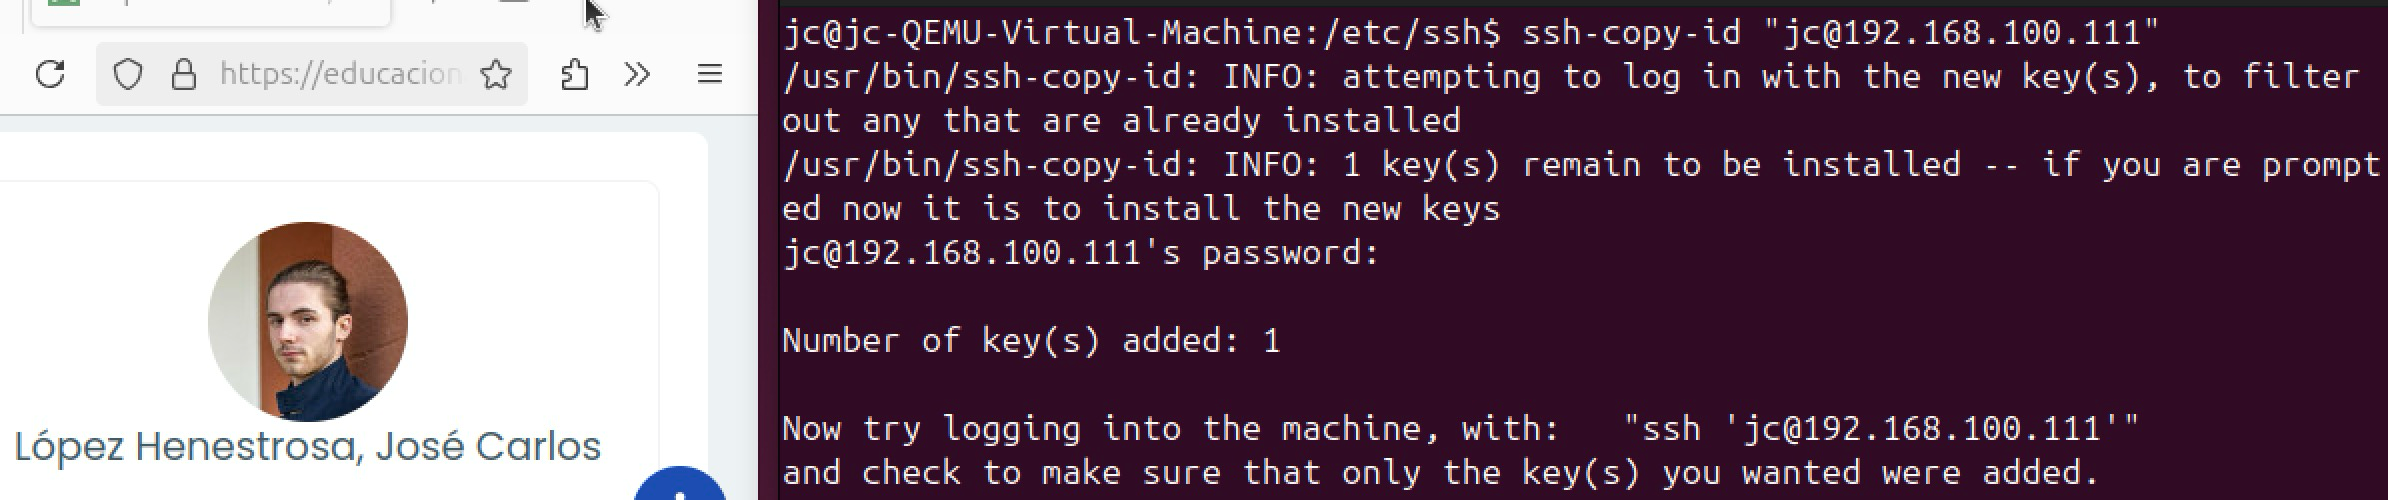 https://educacion
López Henestrosa, José Carlos
jc@jc-QEMU-Virtual-Machine:/etc/ssh$ ssh-copy-id "jc@192.168.100.111"
/usr/bin/ssh-copy-id: INFO: attempting to log in with the new key(s), to filter
out any that are already installed
/usr/bin/ssh-copy-id: INFO: 1 key(s) remain to be installed -- if you are prompt
ed now it is to install the new keys
jc@192.168.100.111's password:
Number of key(s) added: 1
Now try logging into the machine, with:   "ssh 'jc@192.168.100.111'"
and check to make sure that only the key(s) you wanted were added.